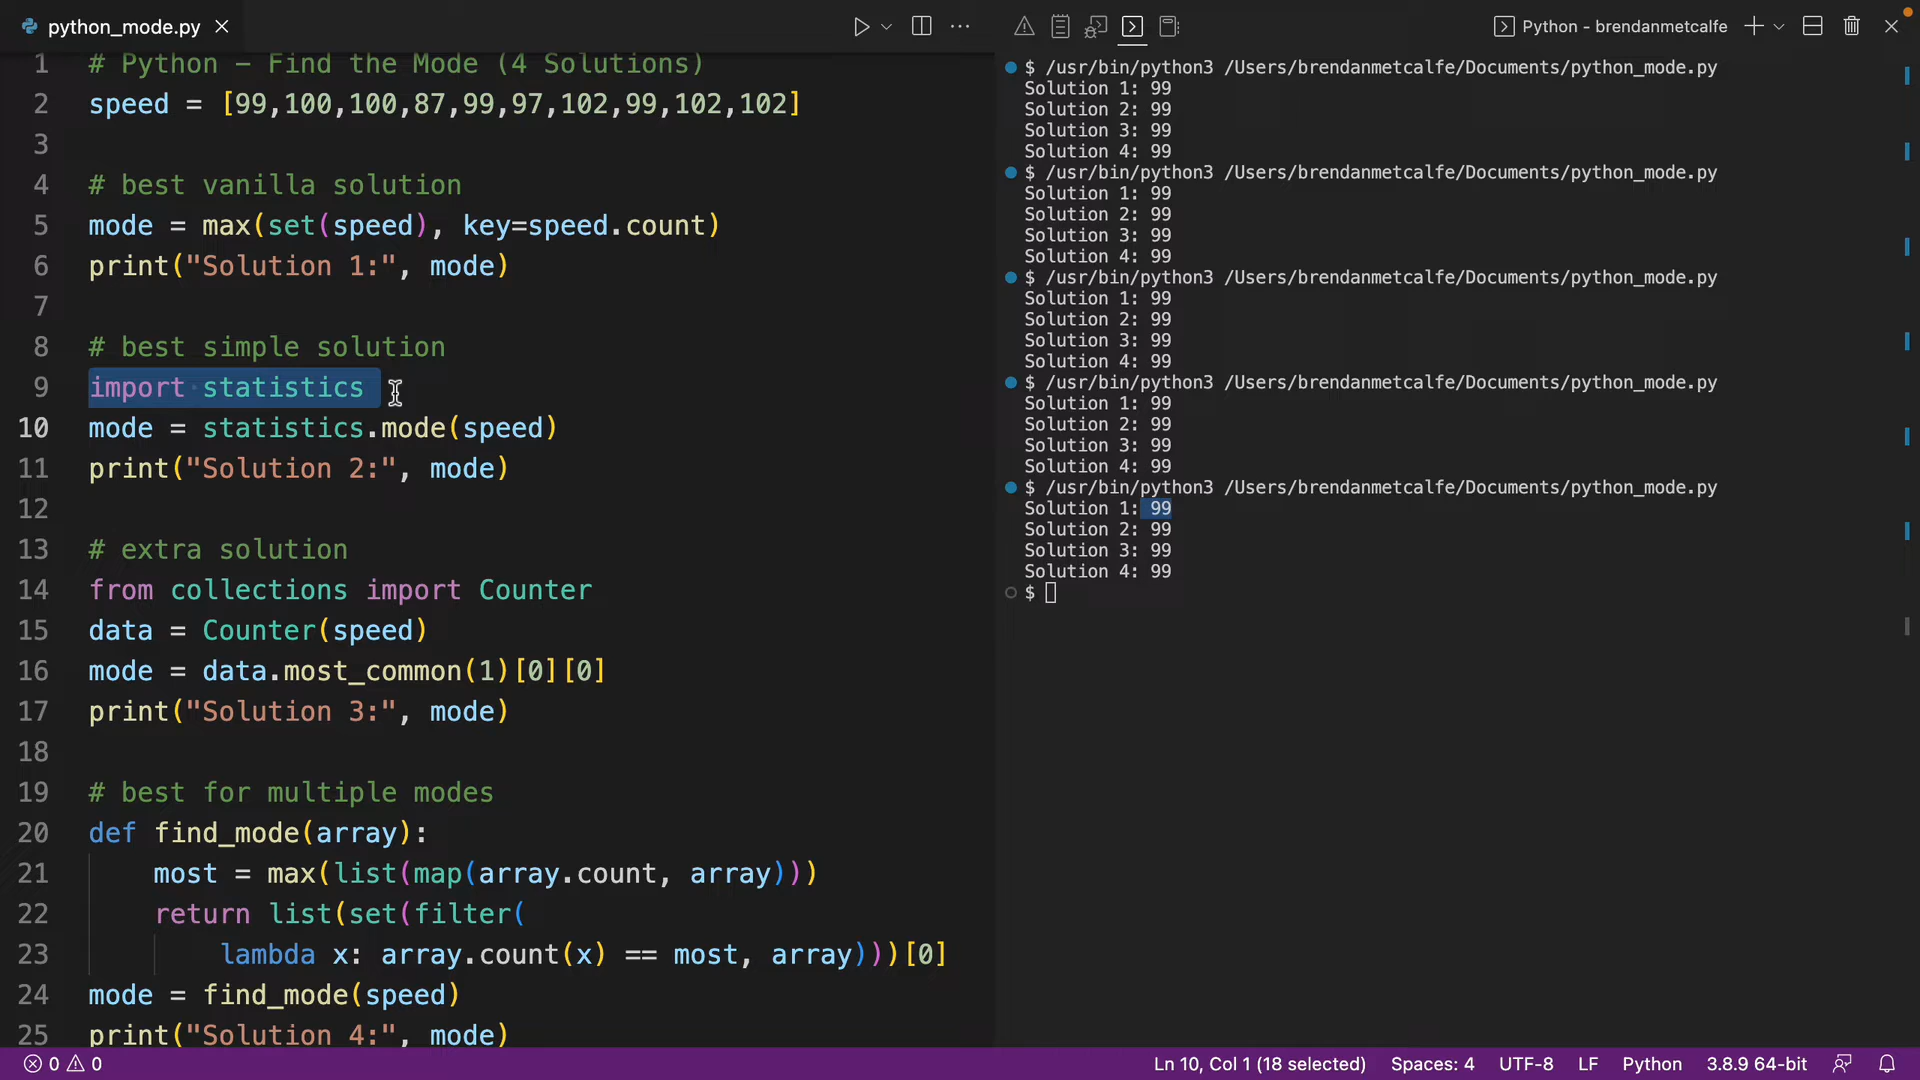 python_mode.py
Python - brendanmetcalfe
1 # Python – Find the Mode (4 Solutions)
2 speed = [99,100,100,87,99,97,102,99,102,102]
3
4 # best vanilla solution
5 mode = max(set(speed), key=speed.count)
6 print("Solution 1:", mode)
7
8 # best simple solution
9 import statistics
10 mode = statistics.mode(speed)
11 print("Solution 2:", mode)
12
13 # extra solution
14 from collections import Counter
15 data = Counter(speed)
16 mode = data.most_common(1)[0][0]
17 print("Solution 3:", mode)
18
19 # best for multiple modes
20 def find_mode(array):
21 most = max(list(map(array.count, array)))
22 return list(set(filter(
23 lambda x: array.count(x) == most, array)))[0]
24 mode = find_mode(speed)
25 print("Solution 4:", mode)
$ /usr/bin/python3 /Users/brendanmetcalfe/Documents/python_mode.py
Solution 1: 99
Solution 2: 99
Solution 3: 99
Solution 4: 99
$ /usr/bin/python3 /Users/brendanmetcalfe/Documents/python_mode.py
Solution 1: 99
Solution 2: 99
Solution 3: 99
Solution 4: 99
$ /usr/bin/python3 /Users/brendanmetcalfe/Documents/python_mode.py
Solution 1: 99
Solution 2: 99
Solution 3: 99
Solution 4: 99
$ /usr/bin/python3 /Users/brendanmetcalfe/Documents/python_mode.py
Solution 1: 99
Solution 2: 99
Solution 3: 99
Solution 4: 99
$ /usr/bin/python3 /Users/brendanmetcalfe/Documents/python_mode.py
Solution 1: 99
Solution 2: 99
Solution 3: 99
Solution 4: 99
$
0 0 Ln 10, Col 1 (18 selected) Spaces: 4 UTF-8 LF Python 3.8.9 64-bit